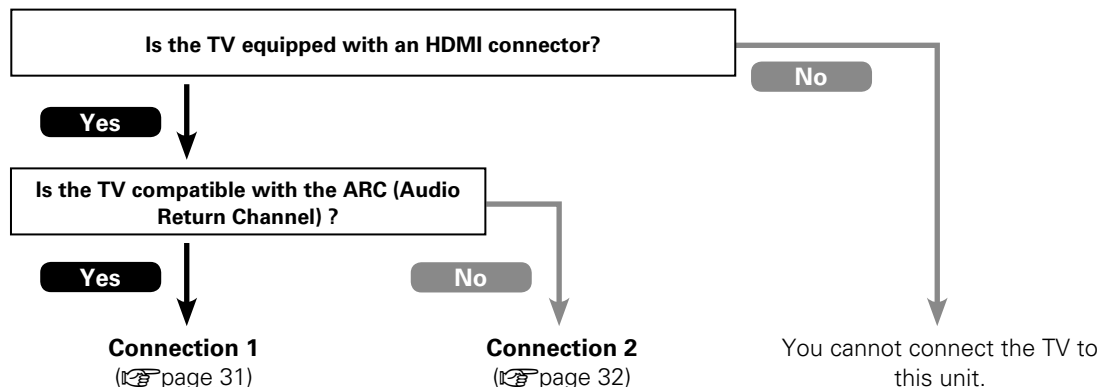 Is the TV equipped with an HDMI connector?
No
Yes
Is the TV compatible with the ARC (Audio
Return Channel) ?
Yes
No
Connection 1
(page 31)
Connection 2
(page 32)
You cannot connect the TV to
this unit.